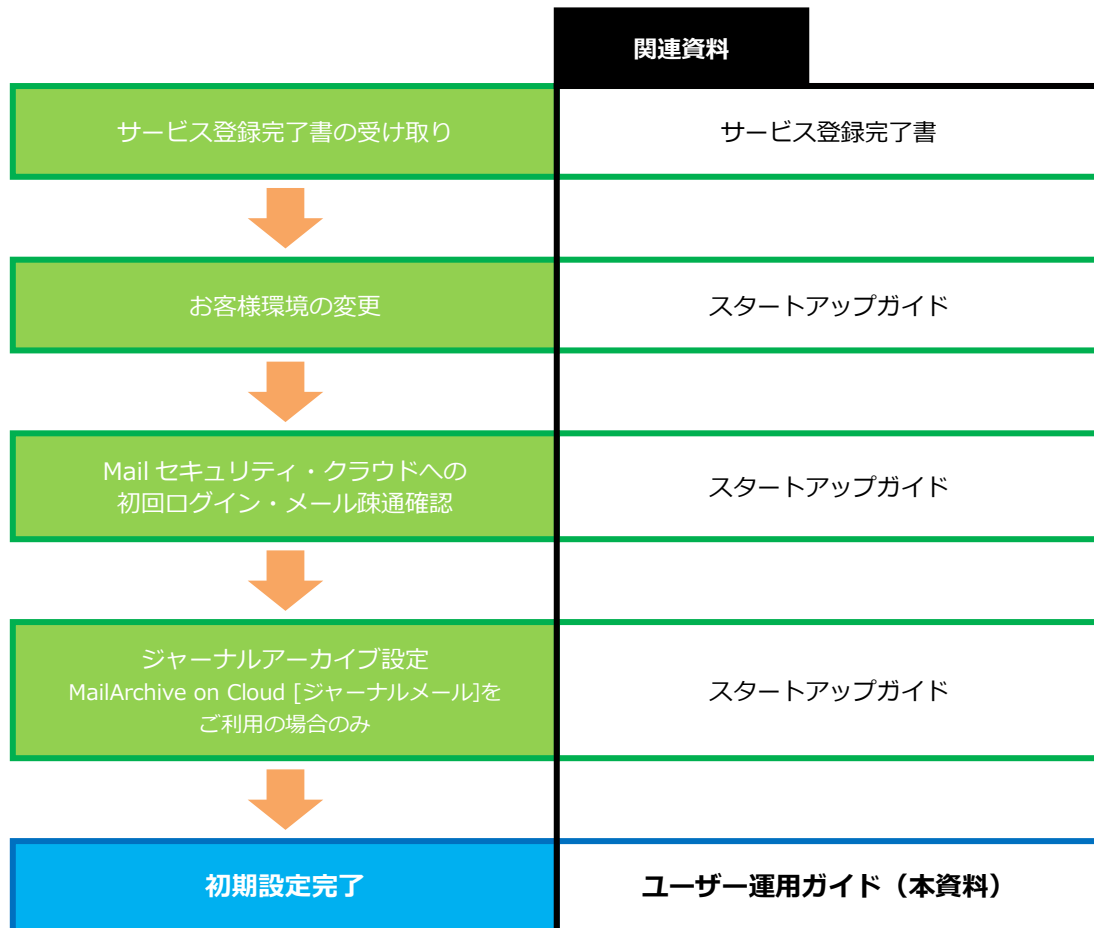 関連資料
サービス登録完了書の受け取り
サービス登録完了書
お客様環境の変更
スタートアップガイド
Mail セキュリティ・クラウドへの
初回ログイン・メール疎通確認
スタートアップガイド
ジャーナルアーカイブ設定
MailArchive on Cloud [ジャーナルメール]を
ご利用の場合のみ
スタートアップガイド
初期設定完了
ユーザー運用ガイド（本資料）